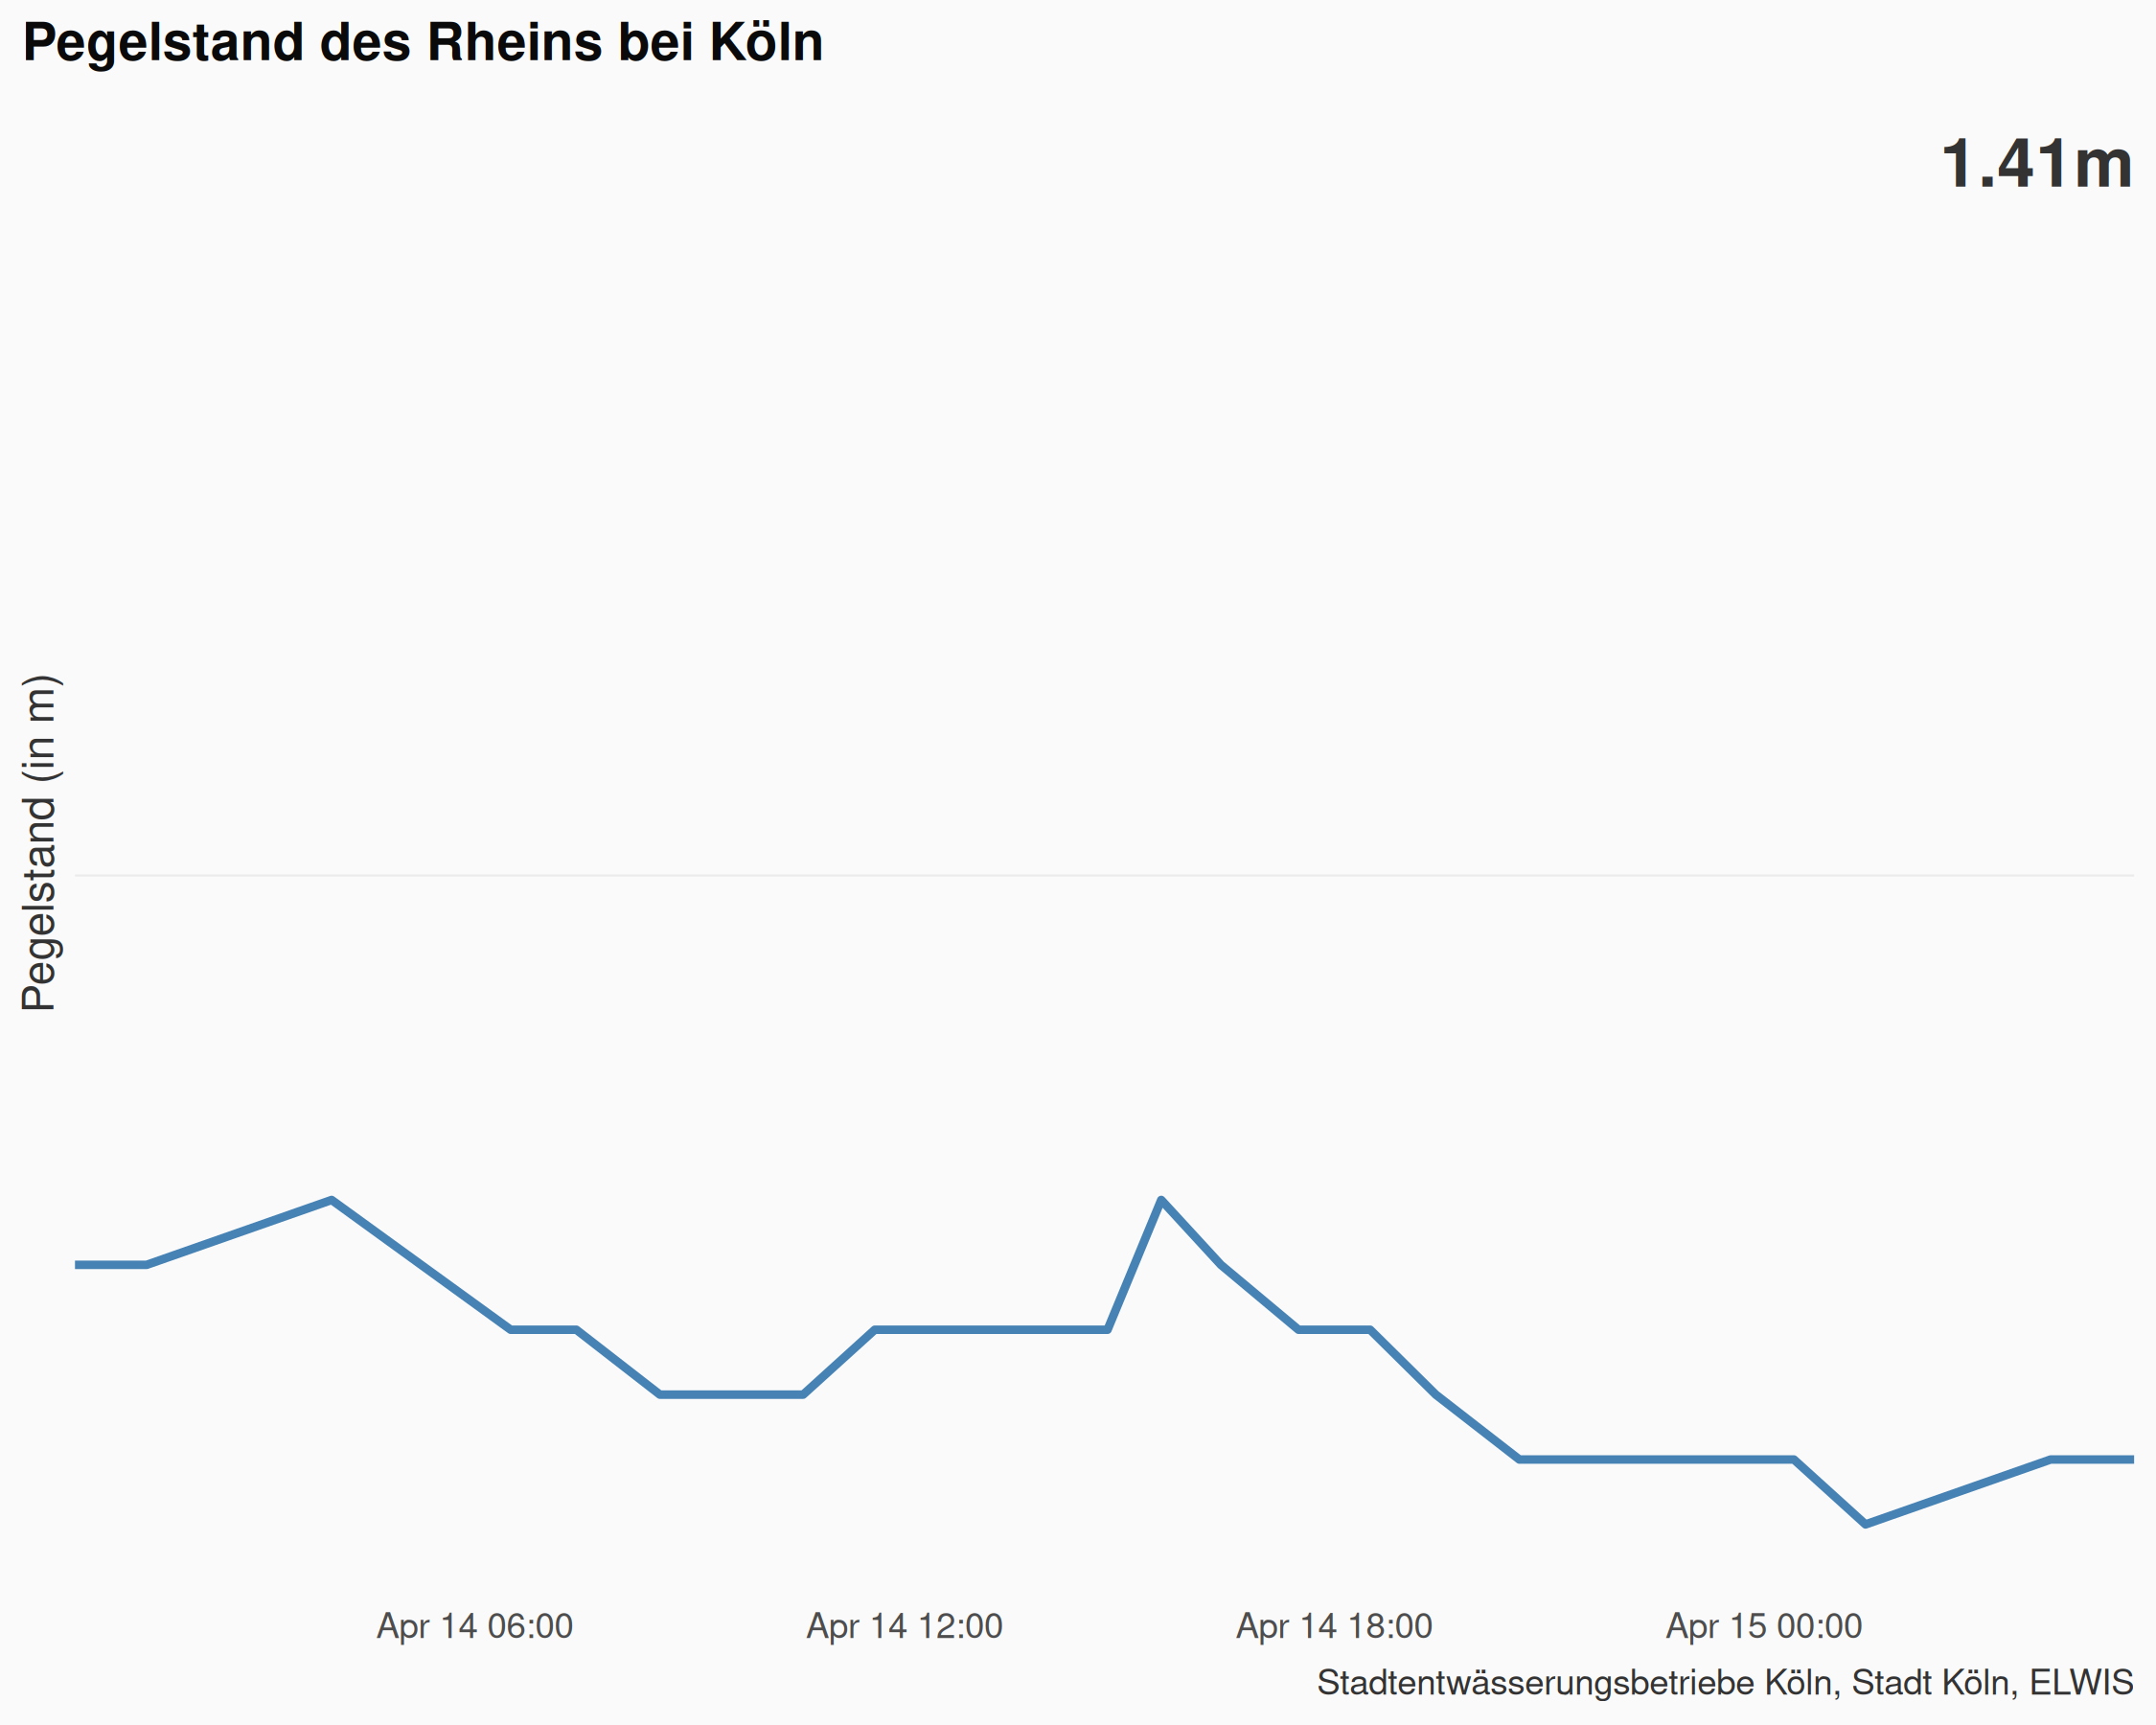 Pegelstand des Rheins bei Köln
1.41m
Pegelstand (in m)
Apr 14 06:00 Apr 14 12:00 Apr 14 18:00 Apr 15 00:00
Stadtentwässerungsbetriebe Köln, Stadt Köln, ELWIS